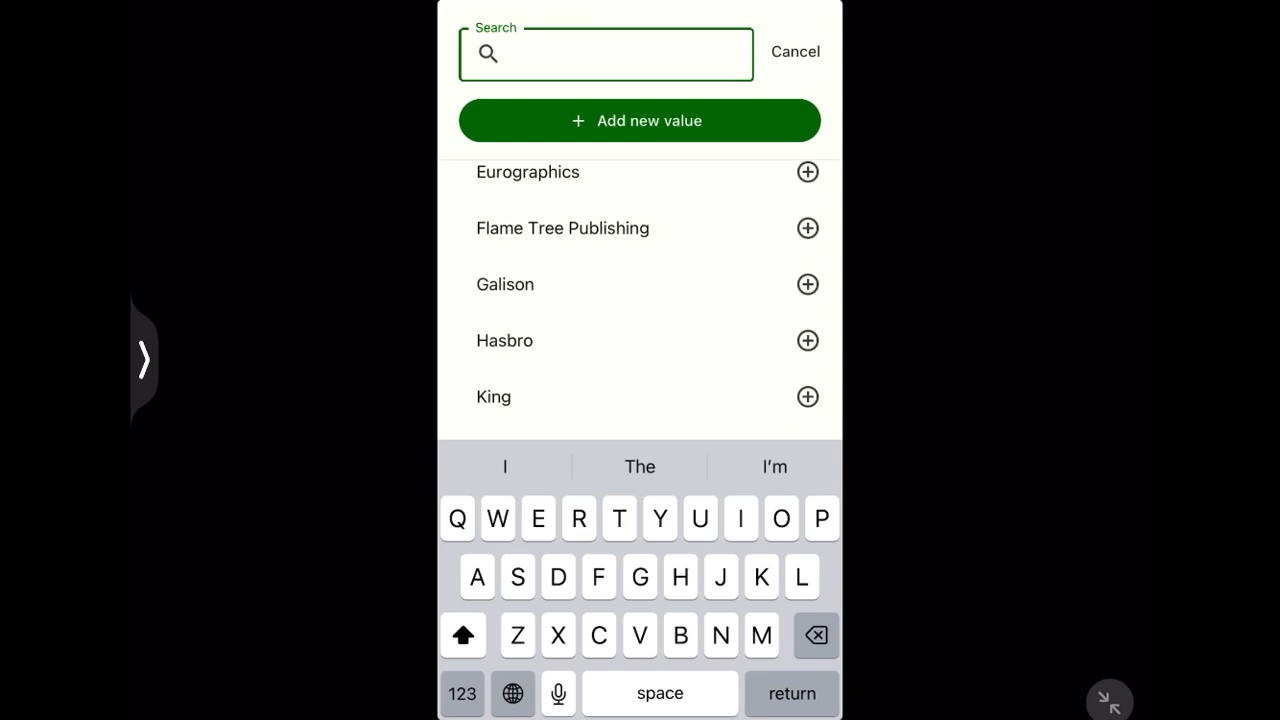 Search
Cancel
+ Add new value
Eurographics
Flame Tree Publishing
Galison
Hasbro
King
I The I’m
Q W E R T Y U I O P
A S D F G H J K L
Z X C V B N M
123 space return